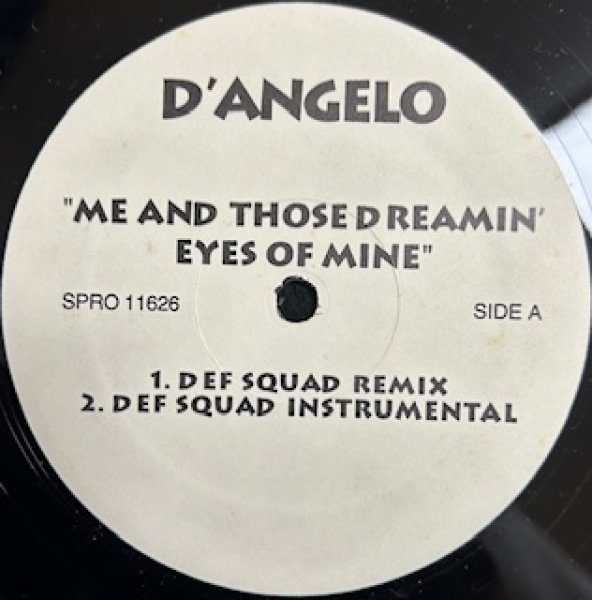 D'ANGELO
"ME AND THOSE DREAMIN'
EYES OF MINE"
SPRO 11626
SIDE A
1. DEF SQUAD REMIX
2. DEF SQUAD INSTRUMENTAL